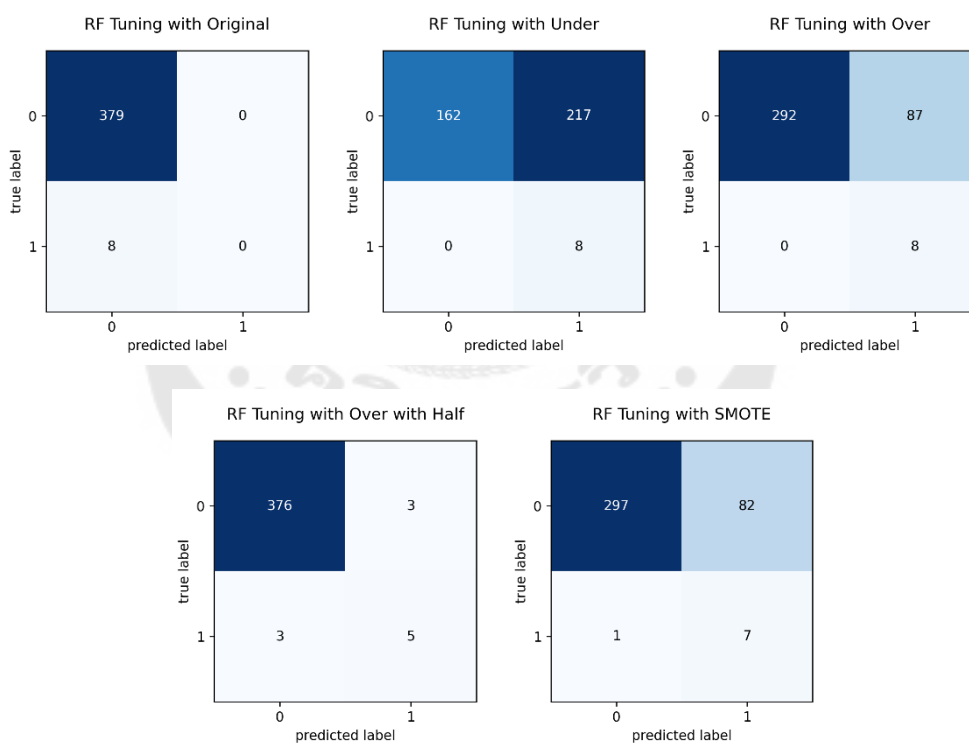 RF Tuning with Original
0
379
0
true label
1
8
0
0
1
predicted label
RF Tuning with Under
162
217
0
true label
0
8
1
0
1
predicted label
RF Tuning with Over
0
292
87
true label
1
0
8
0
1
predicted label
RF Tuning with Over with Half
0
376
3
true label
1
3
5
0
1
predicted label
RF Tuning with SMOTE
0
297
82
true label
1
1
7
0
1
predicted label